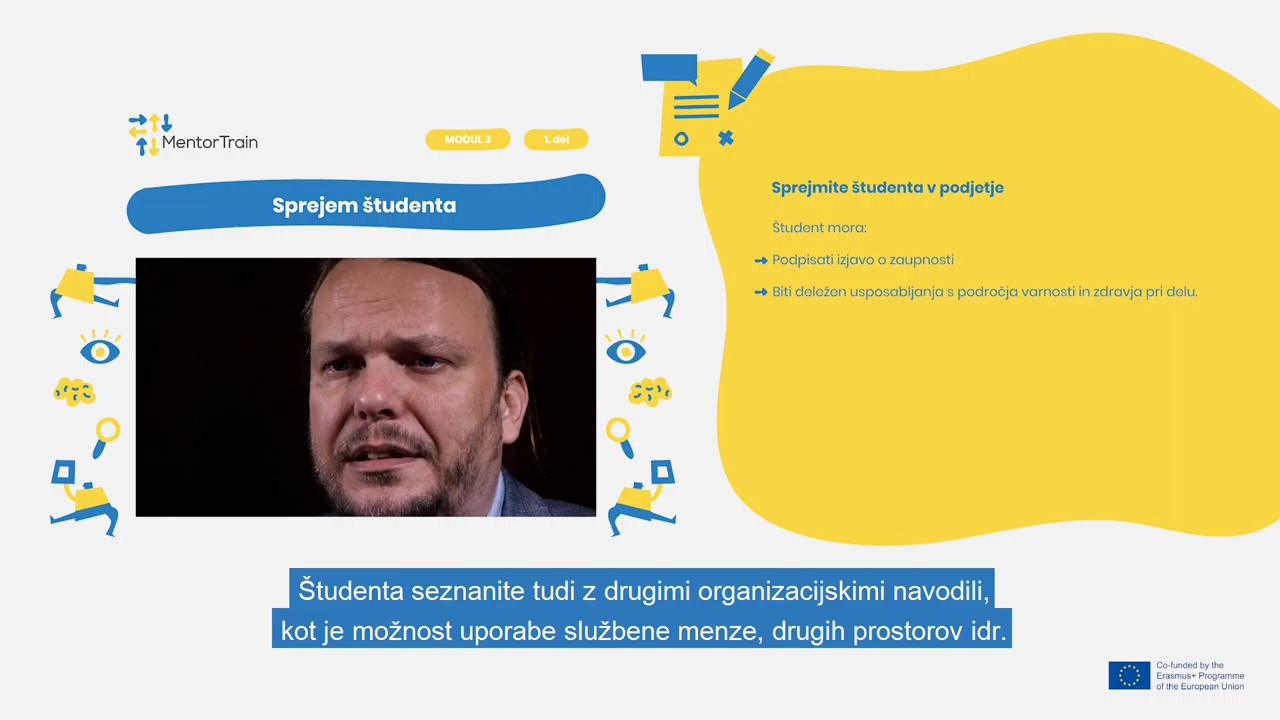 MentorTrain
MODUL 3
1. del
Sprejem študenta
Sprejmite študenta v podjetje
Študent mora:
Podpisati izjavo o zaupnosti
Biti deležen usposabljanja s področja varnosti in zdravja pri delu.
Študenta seznanite tudi z drugimi organizacijskimi navodili,
kot je možnost uporabe službene menze, drugih prostorov idr.
Co-funded by the
Erasmus+ Programme
of the European Union